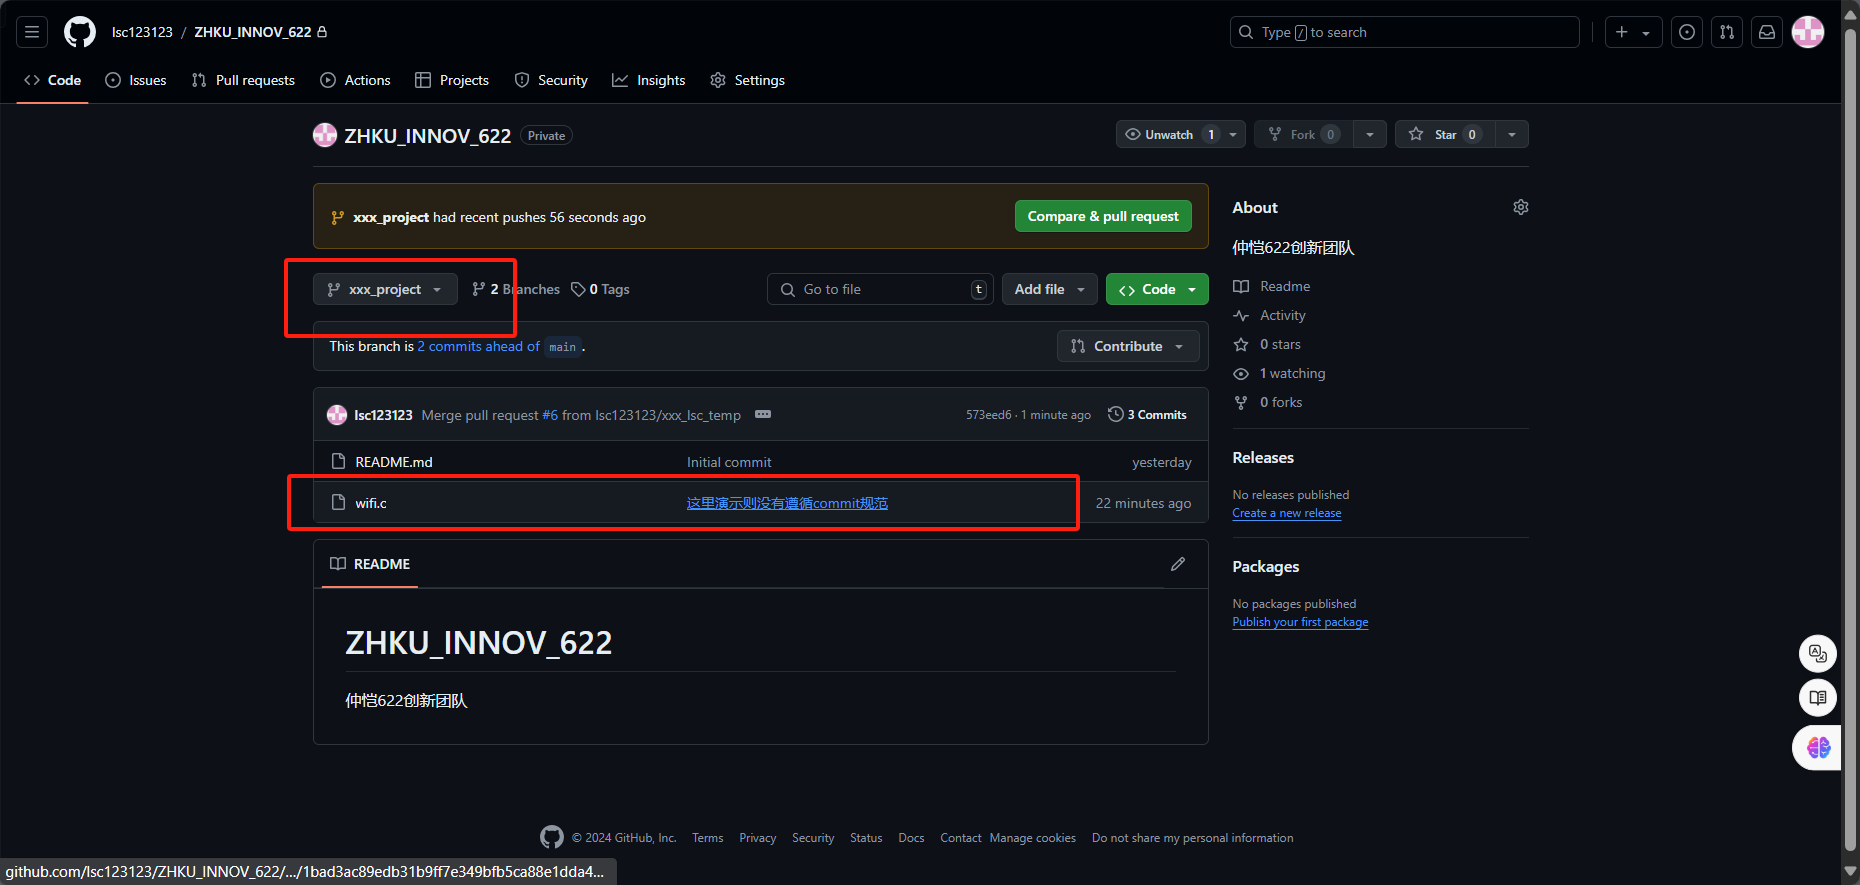 lsc123123 / ZHKU_INNOV_622
Type / to search
Code Issues Pull requests Actions Projects Security Insights Settings
ZHKU_INNOV_622 Private
Unwatch 1 Fork 0 Star 0
xxx_project had recent pushes 56 seconds ago
Compare & pull request
xxx_project 2 Branches 0 Tags
Go to file t Add file Code
This branch is 2 commits ahead of main .
Contribute
lsc123123 Merge pull request #6 from lsc123123/xxx_lsc_temp
573eed6 · 1 minute ago 3 Commits
README.md Initial commit yesterday
wifi.c 这里演示则没有遵循commit规范 22 minutes ago
README
ZHKU_INNOV_622
仲恺622创新团队
About
仲恺622创新团队
Readme
Activity
0 stars
1 watching
0 forks
Releases
No releases published
Create a new release
Packages
No packages published
Publish your first package
© 2024 GitHub, Inc. Terms Privacy Security Status Docs Contact Manage cookies Do not share my personal information
github.com/lsc123123/ZHKU_INNOV_622/.../1bad3ac89edb31b9ff7e349bfb5ca88e1dda4...